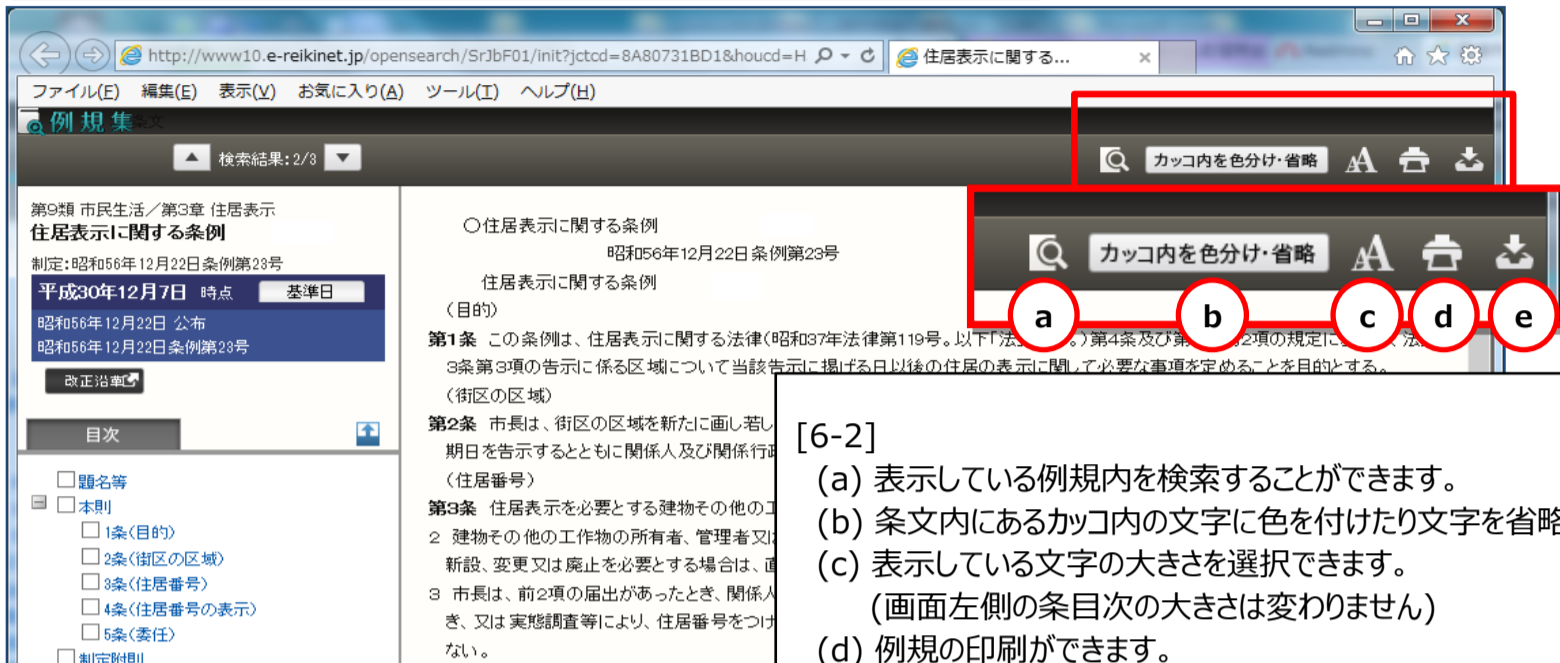 http://www10.e-reikinet.jp/opensearch/SrJbF01/init?jctcd=8A80731BD1&houcd=H
住居表示に関する...
ファイル(F) 編集(E) 表示(V) お気に入り(A) ツール(T) ヘルプ(H)
例規集
検索結果:2/3
カッコ内を色分け・省略
第9類 市民生活/第3章 住居表示
住居表示に関する条例
制定:昭和56年12月22日条例第23号
平成30年12月7日 時点 基準日
昭和56年12月22日 公布
昭和56年12月22日条例第23号
改正沿革
目次
題名等
本則
1条(目的)
2条(街区の区域)
3条(住居番号)
4条(住居番号の表示)
5条(委任)
制定附則
○住居表示に関する条例
昭和56年12月22日条例第23号
住居表示に関する条例
(目的)
第1条 この条例は、住居表示に関する法律(昭和37年法律第119号。以下「法 。)第4条及び第 2項の規定に 、法
3条第3項の告示に係る区域について当該告示に掲げる日以後の住居の表示に関して必要な事項を定めることを目的とする。
(街区の区域)
第2条 市長は、街区の区域を新たに画し若し
期日を告示するとともに関係人及び関係行政
(住居番号)
第3条 住居表示を必要とする建物その他の工
2 建物その他の工作物の所有者、管理者又は
新設、変更又は廃止を必要とする場合は、直
3 市長は、前2項の届出があったとき、関係人
き、又は実態調査等により、住居番号をつけ
ない。
カッコ内を色分け・省略
a b c d e
[6-2]
(a) 表示している例規内を検索することができます。
(b) 条文内にあるカッコ内の文字に色を付けたり文字を省略
(c) 表示している文字の大きさを選択できます。
(画面左側の条目次の大きさは変わりません)
(d) 例規の印刷ができます。